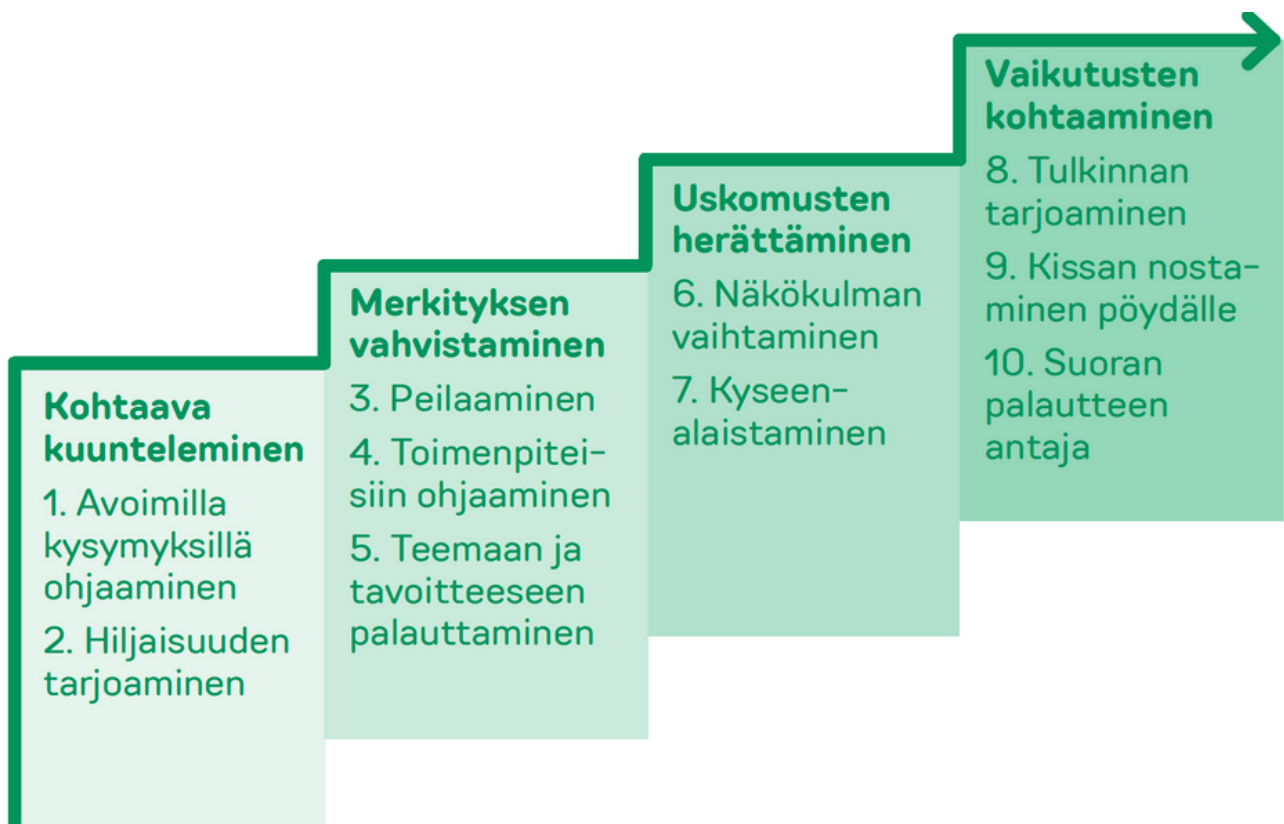 Kohtaava
kuunteleminen
1. Avoimilla
kysymyksillä
ohjaaminen
2. Hiljaisuuden
tarjoaminen
Merkityksen
vahvistaminen
3. Peilaaminen
4. Toimenpitei-
siin ohjaaminen
5. Teemaan ja
tavoitteeseen
palauttaminen
Uskomusten
herättäminen
6. Näkökulman
vaihtaminen
7. Kyseen-
alaistaminen
Vaikutusten
kohtaaminen
8. Tulkinnan
tarjoaminen
9. Kissan nosta-
minen pöydälle
10. Suoran
palautteen
antaja